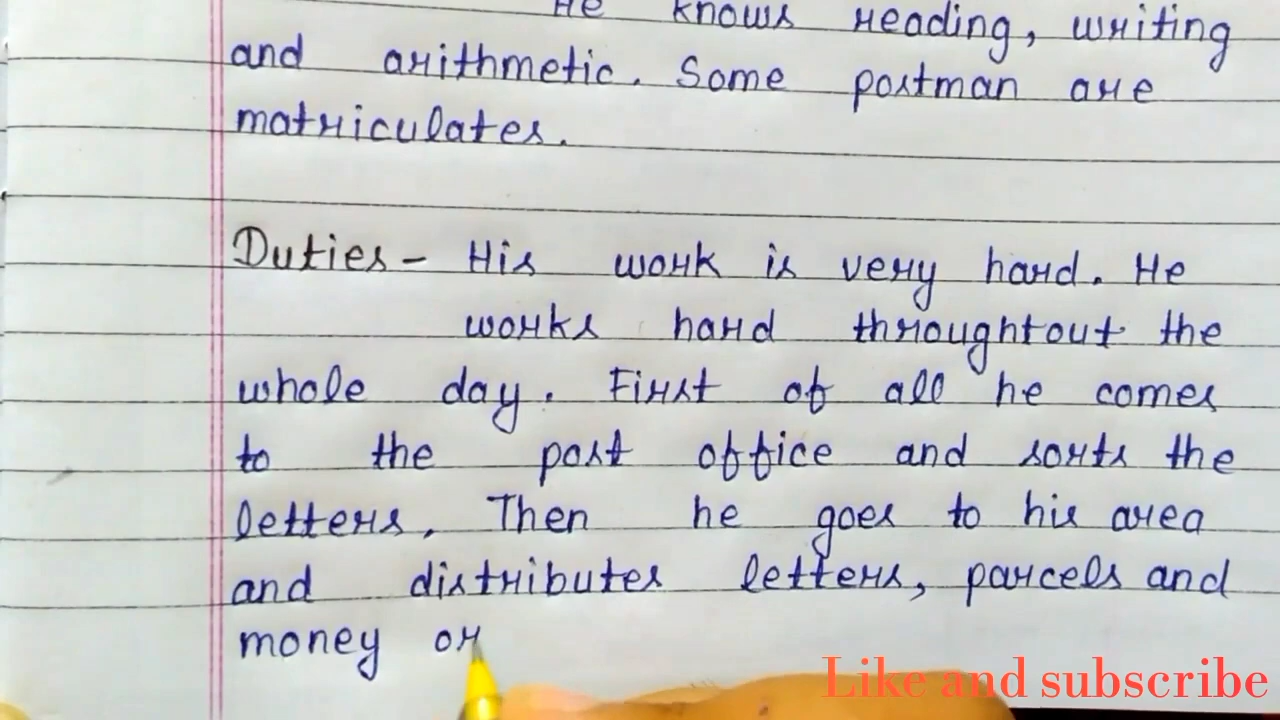 He knows reading, writing
and arithmetic. Some postman are
matriculates.
Duties - His work is very hard. He
works hard throughtout the
whole day. First of all he comes
to the post office and sorts the
letters. Then he goes to his area
and distributes letters, parcels and
money or
Like and subscribe